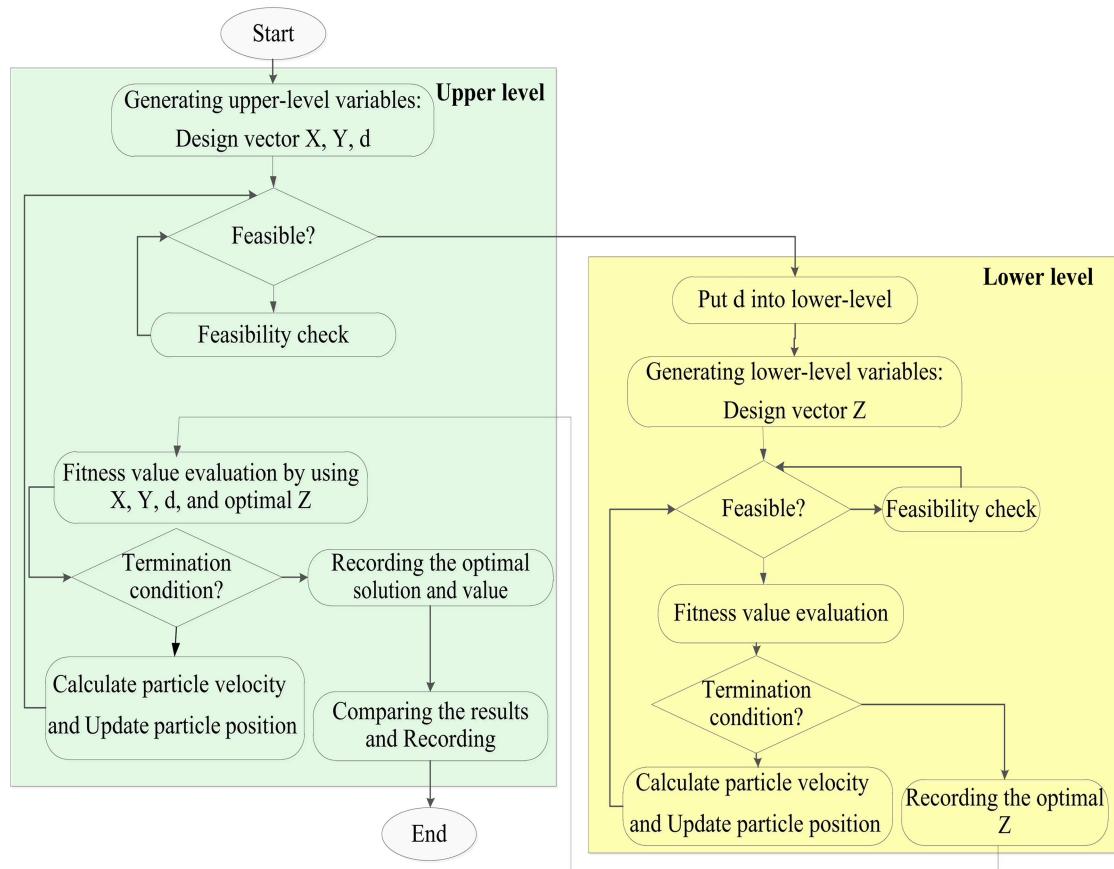 Start
Upper level
Generating upper-level variables:
Design vector X, Y, d
Feasible?
Feasibility check
Fitness value evaluation by using
X, Y, d, and optimal Z
Termination
condition?
Recording the optimal
solution and value
Calculate particle velocity
and Update particle position
Comparing the results
and Recording
End
Lower level
Put d into lower-level
Generating lower-level variables:
Design vector Z
Feasible?
Feasibility check
Fitness value evaluation
Termination
condition?
Calculate particle velocity
and Update particle position
Recording the optimal
Z